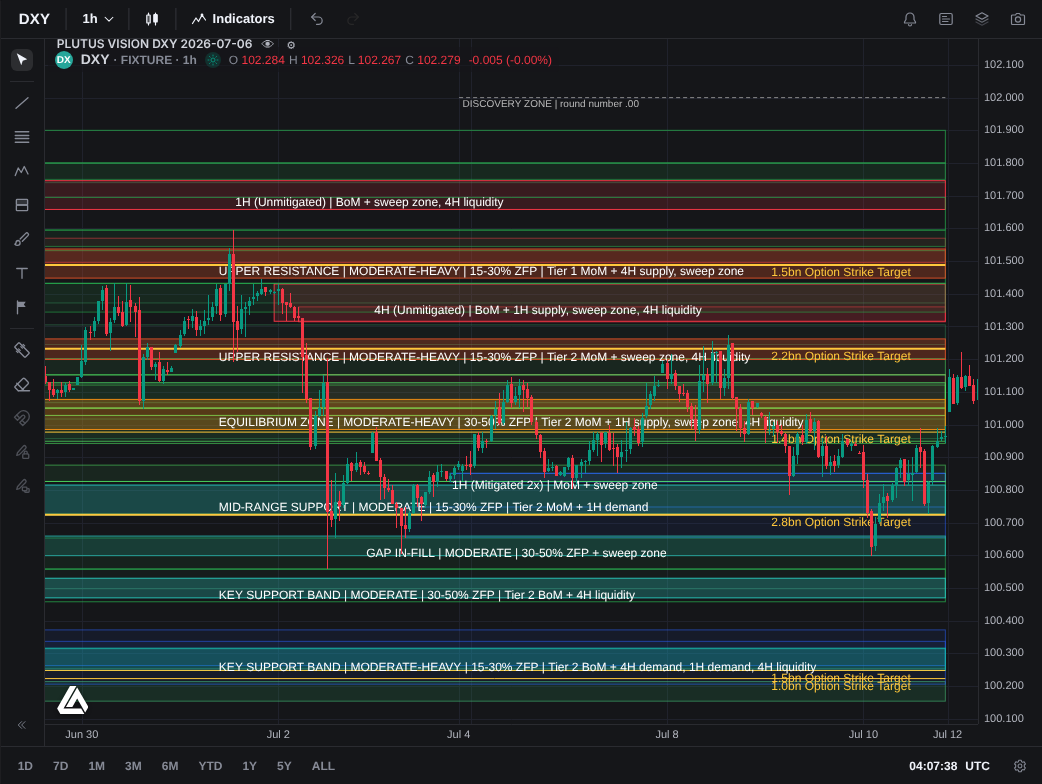 DXY 1h Indicators
PLUTUS VISION DXY 2026-07-06
DX DXY · FIXTURE · 1h O 102.284 H 102.326 L 102.267 C 102.279 -0.005 (-0.00%)
102.100
102.000
DISCOVERY ZONE | round number .00
101.900
101.800
101.700
1H (Unmitigated) | BoM + sweep zone, 4H liquidity
101.600
101.500
UPPER RESISTANCE | MODERATE-HEAVY | 15-30% ZFP | Tier 1 MoM + 4H supply, sweep zone
1.5bn Option Strike Target
101.400
4H (Unmitigated) | BoM + 1H supply, sweep zone, 4H liquidity
101.300
UPPER RESISTANCE | MODERATE-HEAVY | 15-30% ZFP | Tier 2 MoM + sweep zone, 4H liquidity
2.2bn Option Strike Target
101.200
101.100
EQUILIBRIUM ZONE | MODERATE-HEAVY | 30-50% ZFP | Tier 2 MoM + 1H supply, sweep zone, 4H liquidity
101.000
1.4bn Option Strike Target
100.900
1H (Mitigated 2x) | MoM + sweep zone
100.800
MID-RANGE SUPPORT | MODERATE | 15-30% ZFP | Tier 2 MoM + 1H demand
2.8bn Option Strike Target
100.700
GAP IN-FILL | MODERATE | 30-50% ZFP + sweep zone
100.600
100.500
KEY SUPPORT BAND | MODERATE | 30-50% ZFP | Tier 2 BoM + 4H liquidity
100.400
100.300
KEY SUPPORT BAND | MODERATE-HEAVY | 15-30% ZFP | Tier 2 BoM + 4H demand, 1H demand, 4H liquidity
1.5bn Option Strike Target
1.0bn Option Strike Target
100.200
100.100
Jun 30 Jul 2 Jul 4 Jul 8 Jul 10 Jul 12
1D 7D 1M 3M 6M YTD 1Y 5Y ALL 04:07:38 UTC